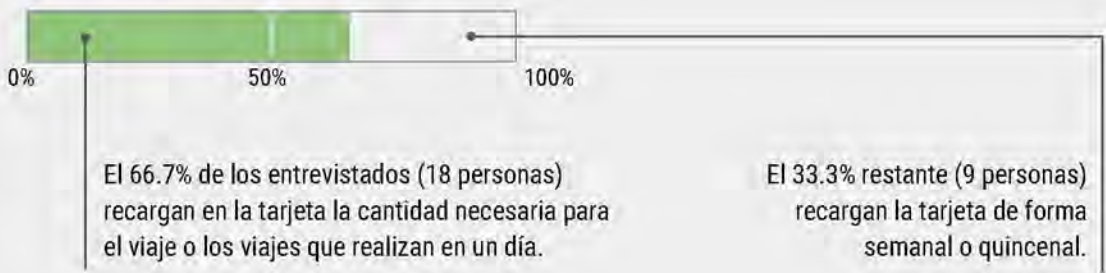 0%
50%
100%
El 66.7% de los entrevistados (18 personas)
recargan en la tarjeta la cantidad necesaria para
el viaje o los viajes que realizan en un día.
El 33.3% restante (9 personas)
recargan la tarjeta de forma
semanal o quincenal.